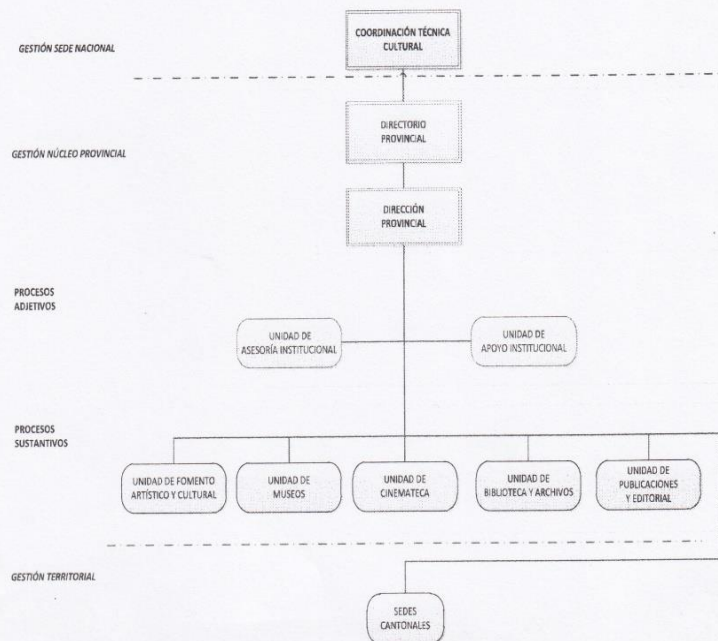 COORDINACIÓN TÉCNICA
CULTURAL
GESTIÓN SEDE NACIONAL
DIRECTORIO
PROVINCIAL
GESTIÓN NÚCLEO PROVINCIAL
DIRECCIÓN
PROVINCIAL
PROCESOS
ADJETIVOS
UNIDAD DE
ASESORÍA INSTITUCIONAL
UNIDAD DE
APOYO INSTITUCIONAL
PROCESOS
SUSTANTIVOS
UNIDAD DE FOMENTO
ARTÍSTICO Y CULTURAL
UNIDAD DE
MUSEOS
UNIDAD DE
CINEMATECA
UNIDAD DE
BIBLIOTECA Y ARCHIVOS
UNIDAD DE
PUBLICACIONES
Y EDITORIAL
GESTIÓN TERRITORIAL
SEDES
CANTONALES